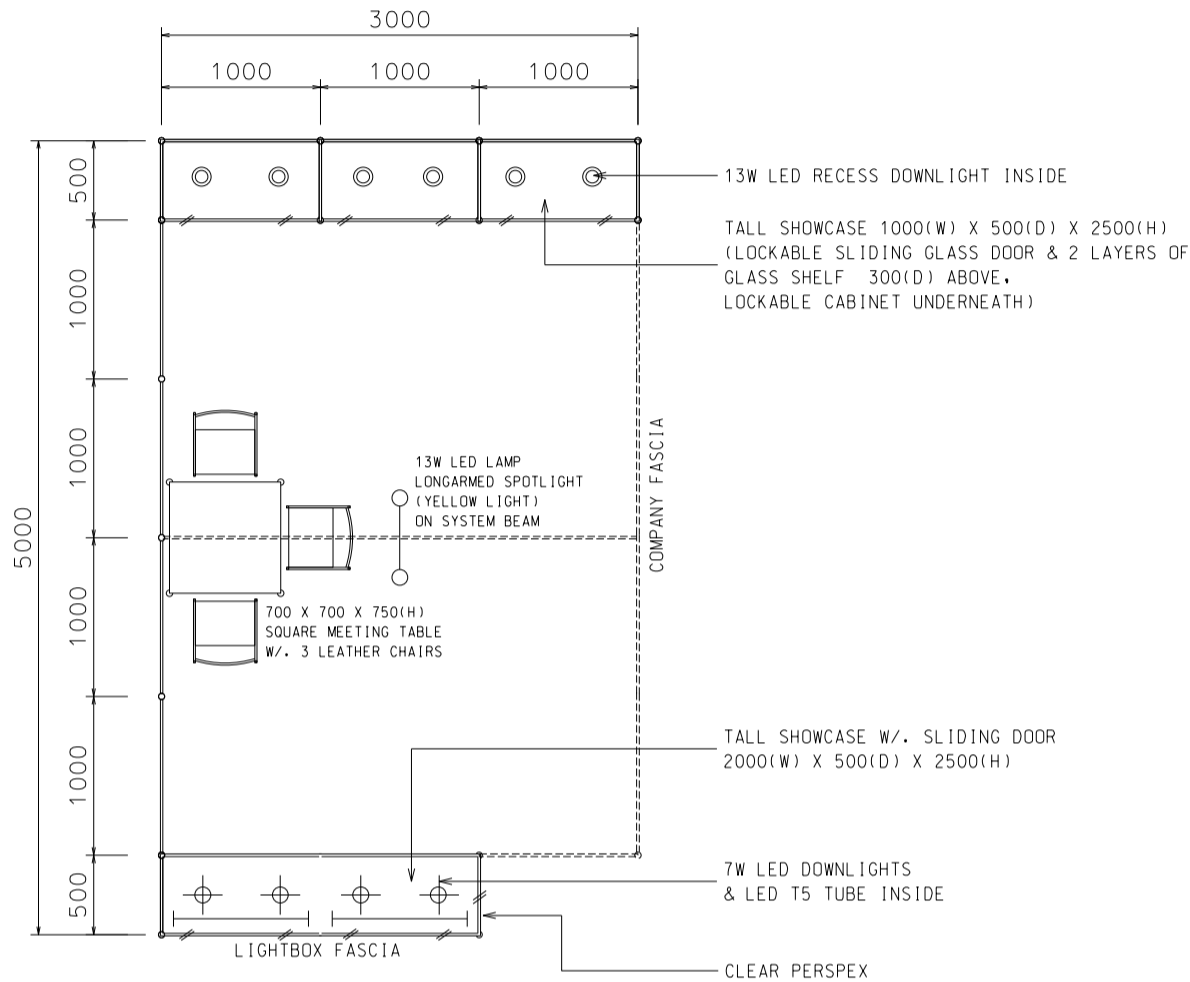 3000
1000
1000
1000
500
1000
1000
1000
1000
500
5000
13W LED RECESS DOWNLIGHT INSIDE
TALL SHOWCASE 1000(W) X 500(D) X 2500(H)
(LOCKABLE SLIDING GLASS DOOR & 2 LAYERS OF
GLASS SHELF 300(D) ABOVE,
LOCKABLE CABINET UNDERNEATH)
13W LED LAMP
LONGARMED SPOTLIGHT
(YELLOW LIGHT)
ON SYSTEM BEAM
COMPANY FASCIA
700 X 700 X 750(H)
SQUARE MEETING TABLE
W/. 3 LEATHER CHAIRS
TALL SHOWCASE W/. SLIDING DOOR
2000(W) X 500(D) X 2500(H)
7W LED DOWNLIGHTS
& LED T5 TUBE INSIDE
LIGHTBOX FASCIA
CLEAR PERSPEX